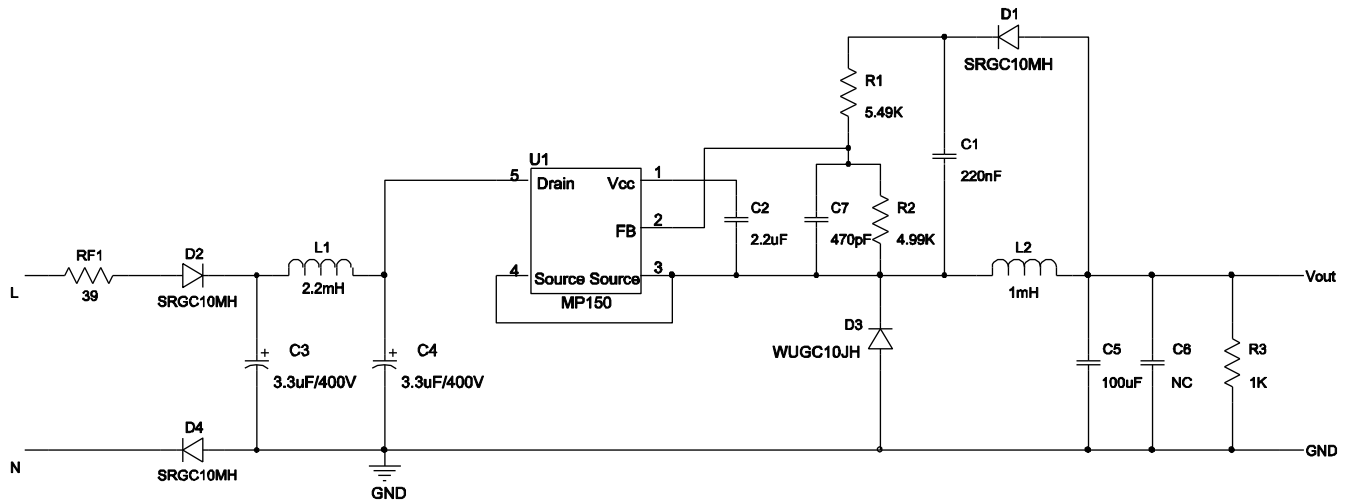 D1
SRGC10MH
R1
5.49K
C1
220nF
U1
5
Drain
Vcc
1
FB
2
4
Source
Source
3
MP150
C2
2.2uF
C7
470pF
R2
4.99K
L
RF1
39
D2
SRGC10MH
L1
2.2mH
L2
1mH
Vout
D3
WUGC10JH
C3
+
3.3uF/400V
C4
+
3.3uF/400V
C5
100uF
C6
NC
R3
1K
N
D4
SRGC10MH
GND
GND